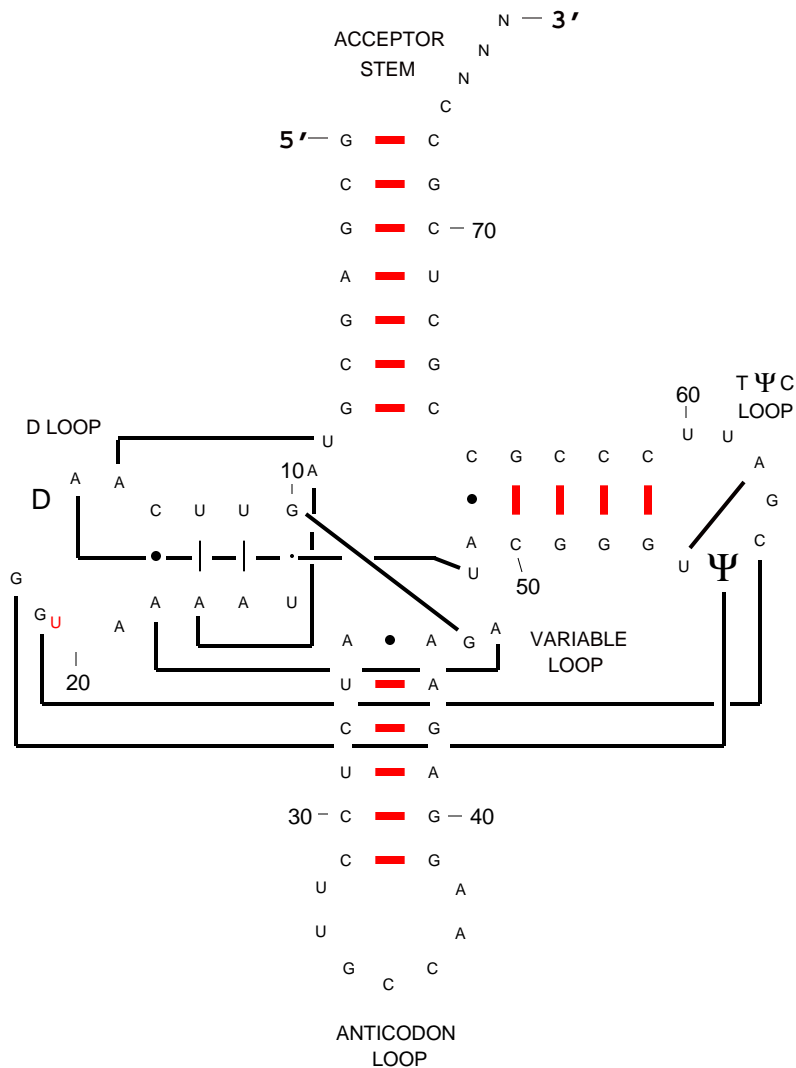 N 3'
ACCEPTOR N
STEM N
C
5' G C
C G
G C 70
A U
G C
C G
G C
T Ψ C
LOOP
60
D LOOP
U
U U
C G C C C
A A
10 A
A
D
C U U G
G
A C G G G
C
U
50
U Ψ
G
G U
A
A A A U
20
A A
G A
VARIABLE
LOOP
U A
C G
U A
30 C G 40
C G
U A
U A
G C
C
ANTICODON
LOOP